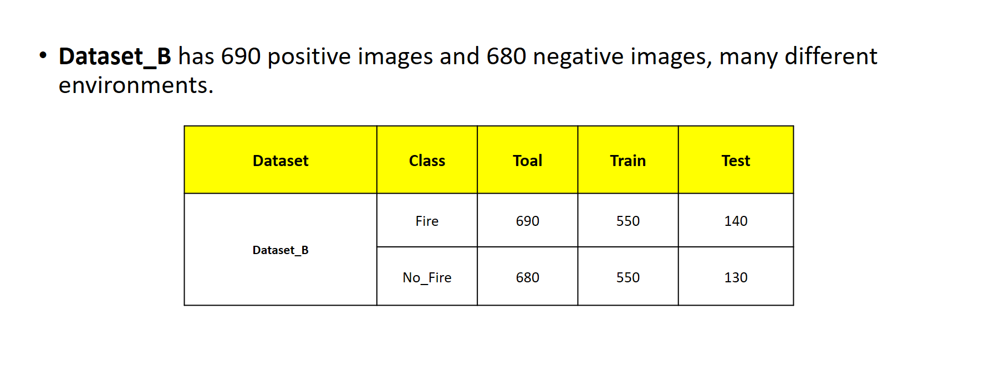 • Dataset_B has 690 positive images and 680 negative images, many different
environments.
Dataset Class Toal Train Test
Dataset_B
Fire 690 550 140
No_Fire 680 550 130